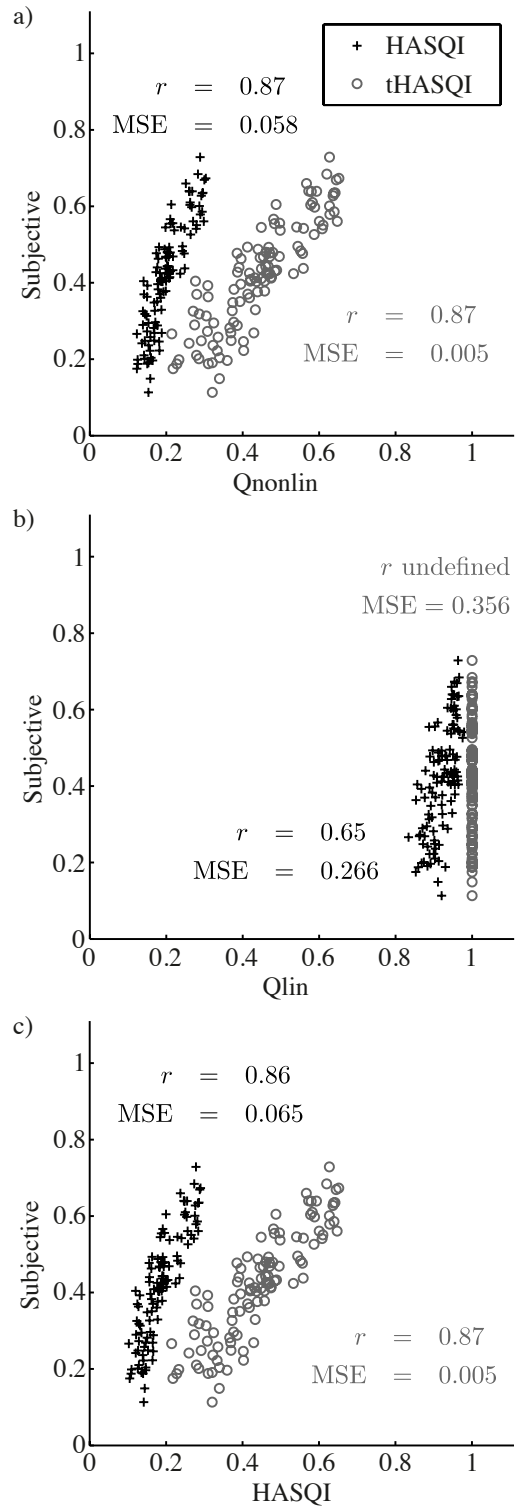 a)
1
HASQI
tHASQI
r = 0.87
MSE = 0.058
0.8
0.6
Subjective
0.4
r = 0.87
MSE = 0.005
0.2
0
0 0.2 0.4 0.6 0.8 1
Qnonlin
b)
1
r undefined
MSE = 0.356
0.8
0.6
Subjective
0.4
r = 0.65
MSE = 0.266
0.2
0
0 0.2 0.4 0.6 0.8 1
Qlin
c)
1
r = 0.86
MSE = 0.065
0.8
0.6
Subjective
0.4
r = 0.87
MSE = 0.005
0.2
0
0 0.2 0.4 0.6 0.8 1
HASQI